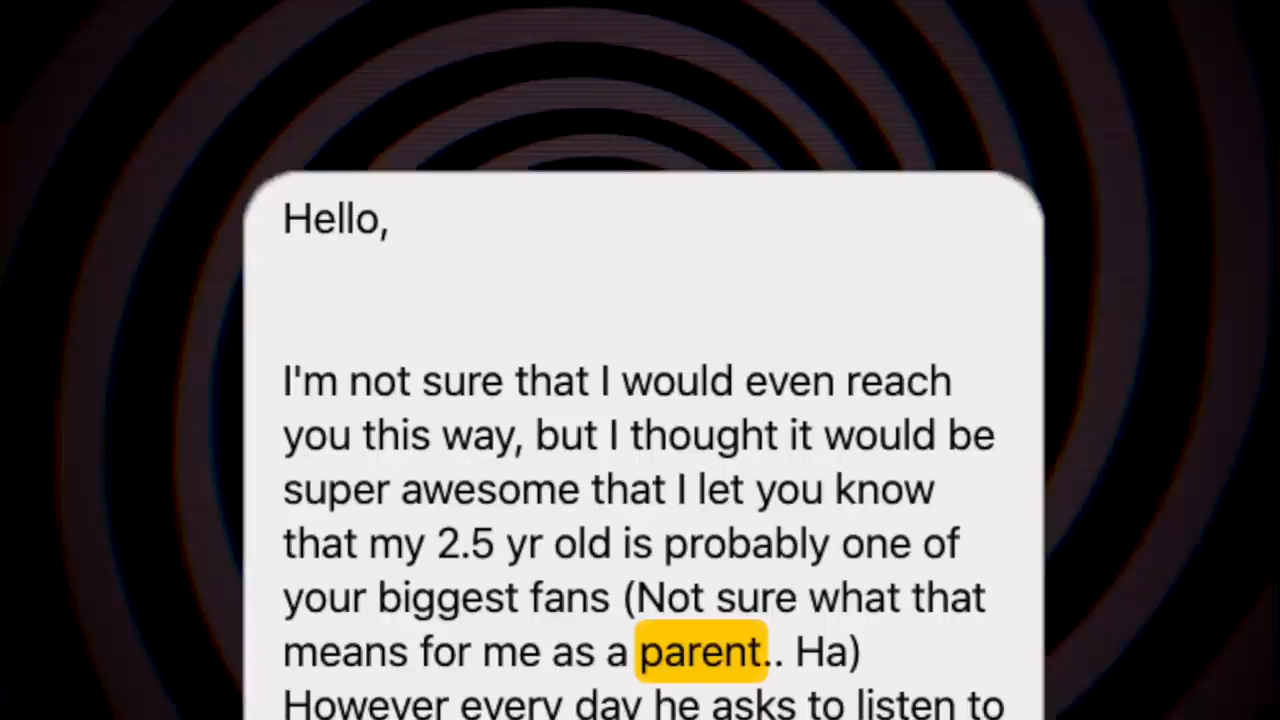 Hello,
I'm not sure that I would even reach
you this way, but I thought it would be
super awesome that I let you know
that my 2.5 yr old is probably one of
your biggest fans (Not sure what that
means for me as a parent.. Ha)
However every day he asks to listen to